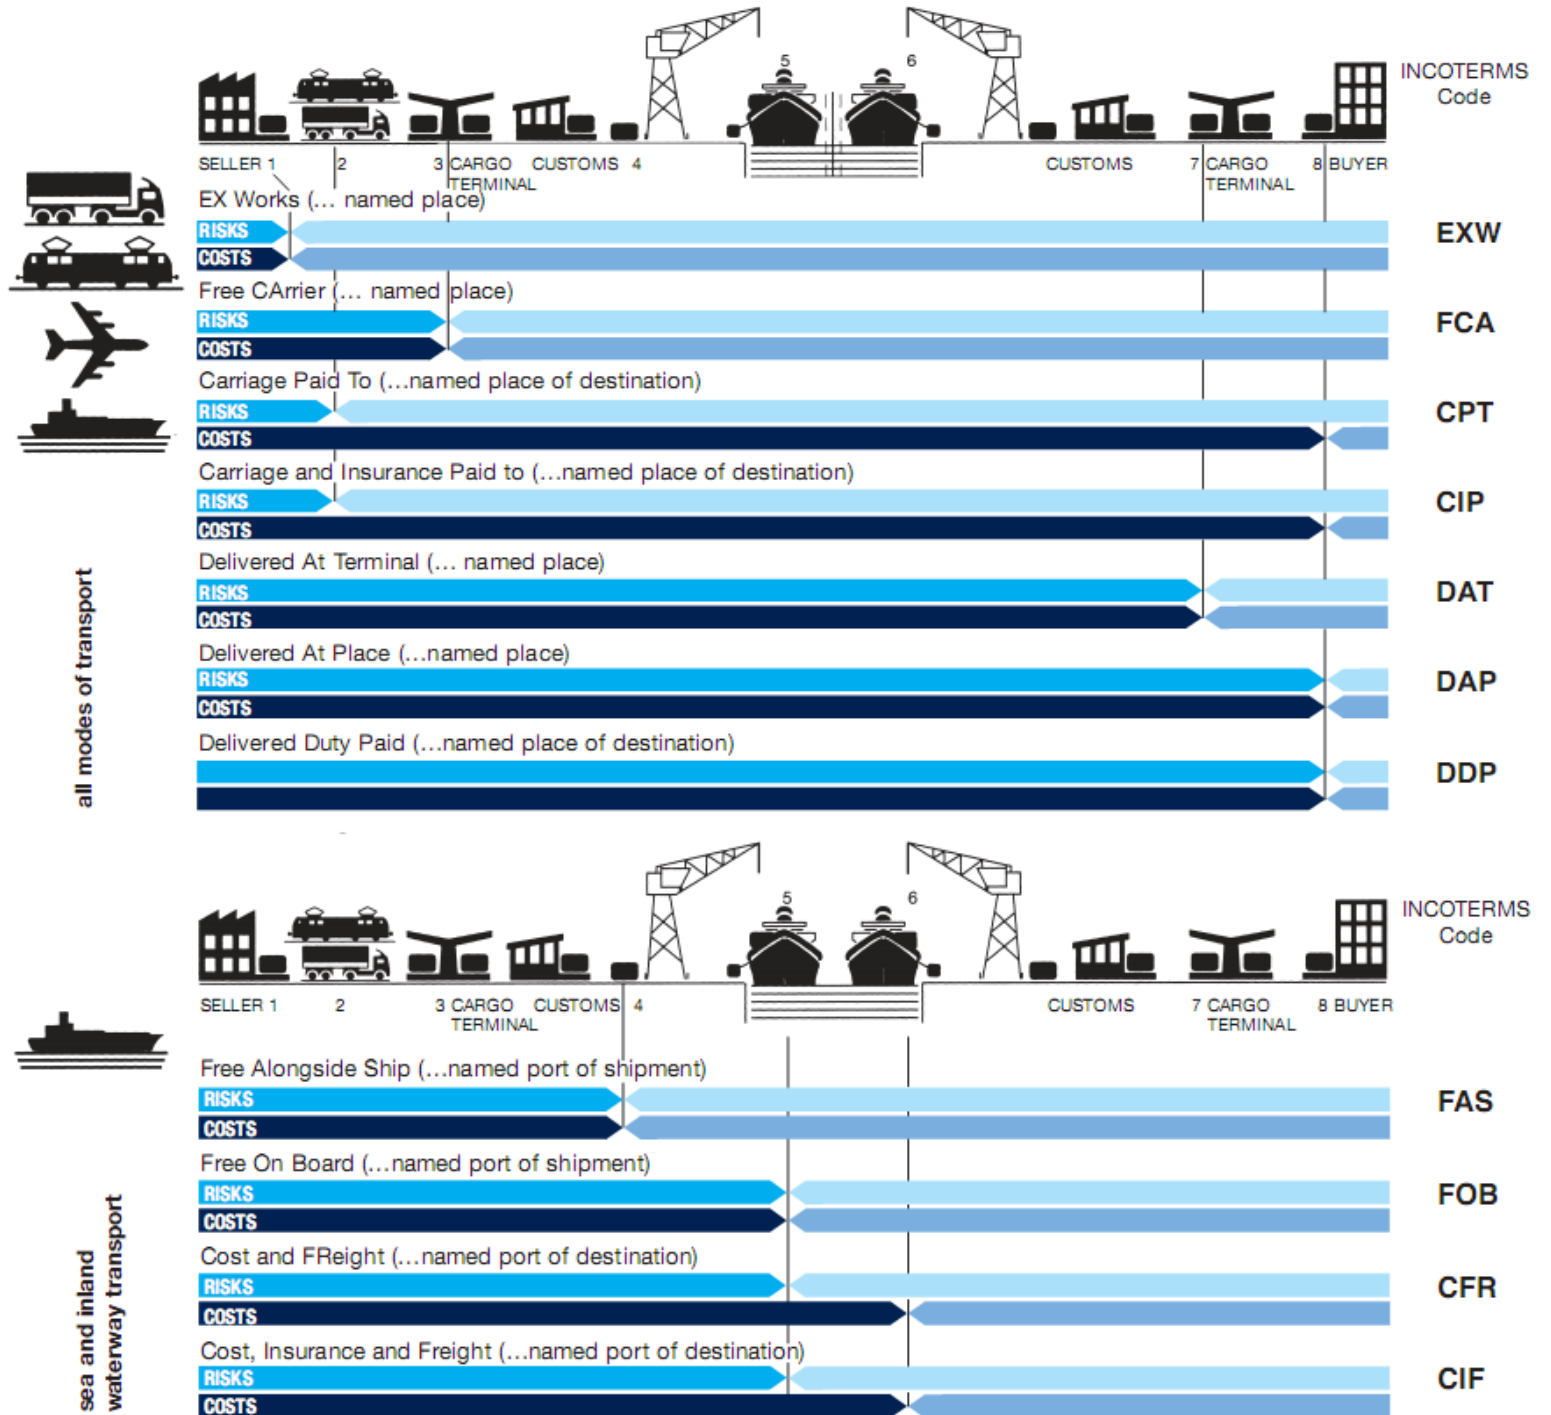 5 6
INCOTERMS
Code
SELLER 1 2 3 CARGO TERMINAL CUSTOMS 4 CUSTOMS 7 CARGO TERMINAL 8 BUYER
EX Works (... named place)
RISKS
COSTS
EXW
Free CArrier (... named place)
RISKS
COSTS
FCA
Carriage Paid To (...named place of destination)
RISKS
COSTS
CPT
Carriage and Insurance Paid to (...named place of destination)
RISKS
COSTS
CIP
Delivered At Terminal (... named place)
RISKS
COSTS
DAT
Delivered At Place (...named place)
RISKS
COSTS
DAP
Delivered Duty Paid (...named place of destination)
DDP
all modes of transport
5 6
INCOTERMS
Code
SELLER 1 2 3 CARGO TERMINAL CUSTOMS 4 CUSTOMS 7 CARGO TERMINAL 8 BUYER
Free Alongside Ship (...named port of shipment)
RISKS
COSTS
FAS
Free On Board (...named port of shipment)
RISKS
COSTS
FOB
Cost and FReight (...named port of destination)
RISKS
COSTS
CFR
Cost, Insurance and Freight (...named port of destination)
RISKS
COSTS
CIF
sea and inland
waterway transport